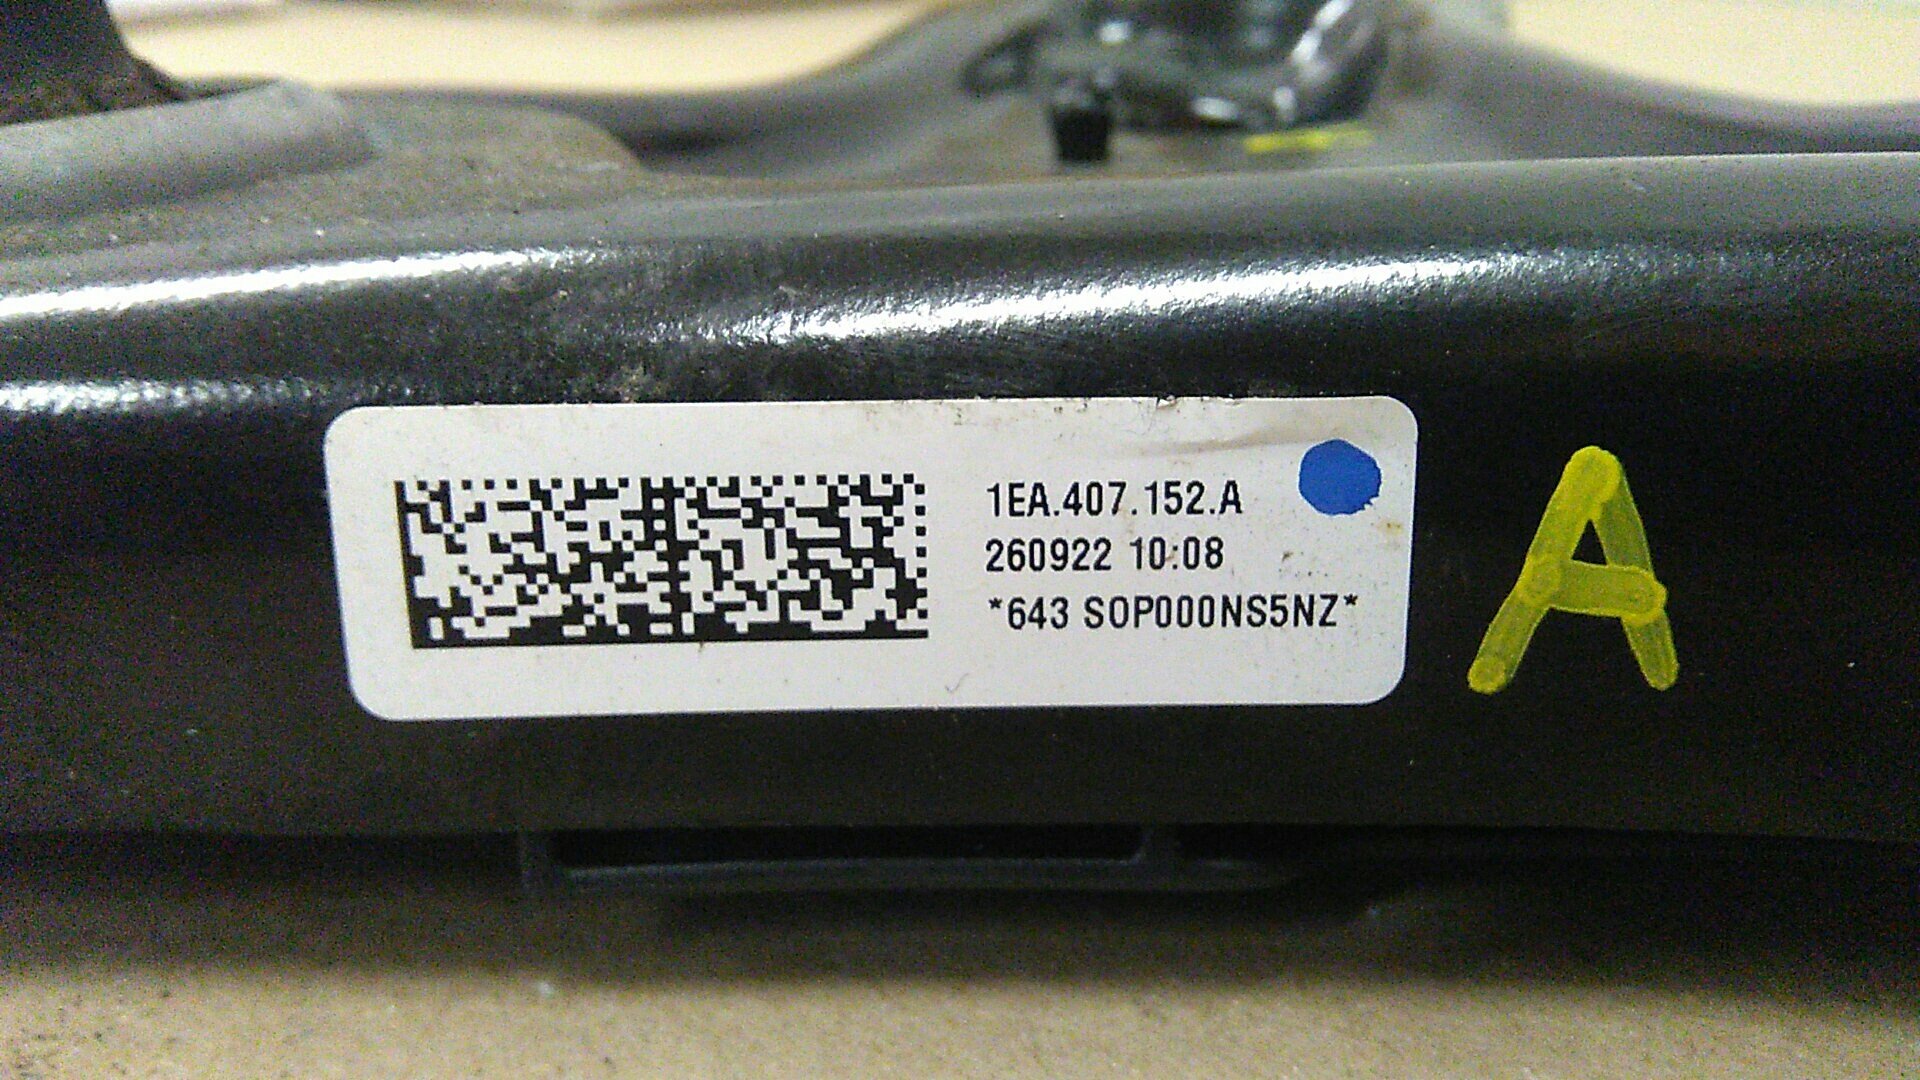 1EA.407.152.A
260922 10:08
*643 SOP000NS5NZ*
A